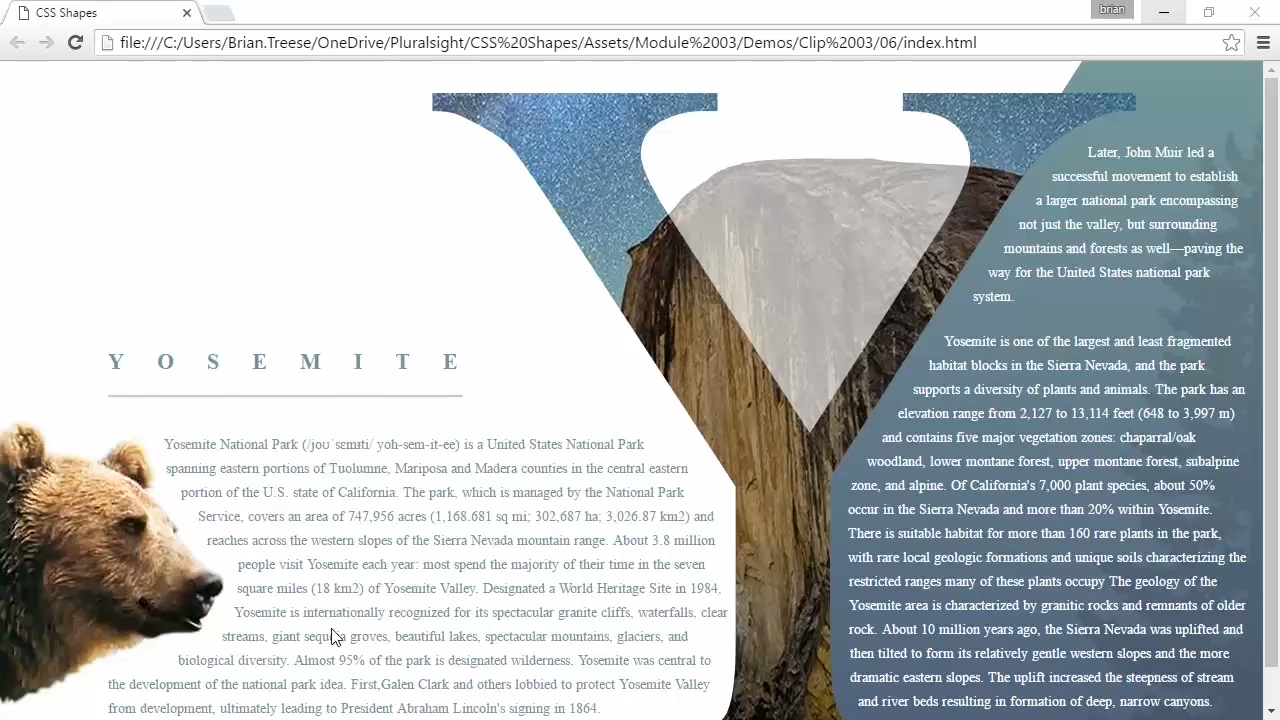 CSS Shapes
brian
file:///C:/Users/Brian.Treese/OneDrive/Pluralsight/CSS%20Shapes/Assets/Module%2003/Demos/Clip%2003/06/index.html
Y
YOSEMITE
Yosemite National Park (/joʊˈsɛmɪti/ yoh-sem-it-ee) is a United States National Park
spanning eastern portions of Tuolumne, Mariposa and Madera counties in the central eastern
portion of the U.S. state of California. The park, which is managed by the National Park
Service, covers an area of 747,956 acres (1,168.681 sq mi; 302,687 ha; 3,026.87 km2) and
reaches across the western slopes of the Sierra Nevada mountain range. About 3.8 million
people visit Yosemite each year: most spend the majority of their time in the seven
square miles (18 km2) of Yosemite Valley. Designated a World Heritage Site in 1984.
Yosemite is internationally recognized for its spectacular granite cliffs, waterfalls, clear
streams, giant sequoia groves, beautiful lakes, spectacular mountains, glaciers, and
biological diversity. Almost 95% of the park is designated wilderness. Yosemite was central to
the development of the national park idea. First,Galen Clark and others lobbied to protect Yosemite Valley
from development, ultimately leading to President Abraham Lincoln's signing in 1864.
Later, John Muir led a
successful movement to establish
a larger national park encompassing
not just the valley, but surrounding
mountains and forests as well—paving the
way for the United States national park
system.
Yosemite is one of the largest and least fragmented
habitat blocks in the Sierra Nevada, and the park
supports a diversity of plants and animals. The park has an
elevation range from 2,127 to 13,114 feet (648 to 3,997 m)
and contains five major vegetation zones: chaparral/oak
woodland, lower montane forest, upper montane forest, subalpine
zone, and alpine. Of California's 7,000 plant species, about 50%
occur in the Sierra Nevada and more than 20% within Yosemite.
There is suitable habitat for more than 160 rare plants in the park,
with rare local geologic formations and unique soils characterizing the
restricted ranges many of these plants occupy The geology of the
Yosemite area is characterized by granitic rocks and remnants of older
rock. About 10 million years ago, the Sierra Nevada was uplifted and
then tilted to form its relatively gentle western slopes and the more
dramatic eastern slopes. The uplift increased the steepness of stream
and river beds resulting in formation of deep, narrow canyons.